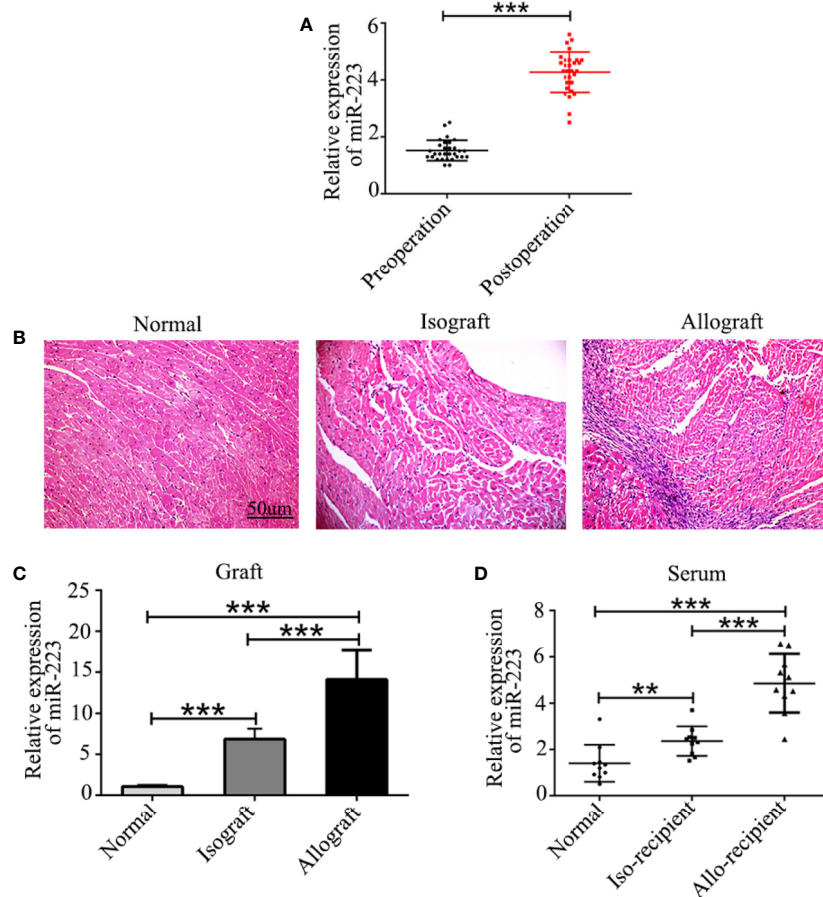 A
***
Relative expression
of miR-223
6
4
2
0
Preoperation
Postoperation
B
Normal
Isograft
Allograft
50um
C
Graft
Relative expression
of miR-223
25
20
15
10
5
0
***
***
***
Normal
Isograft
Allograft
D
Serum
Relative expression
of miR-223
8
6
4
2
0
***
***
**
Normal
Iso-recipient
Allo-recipient